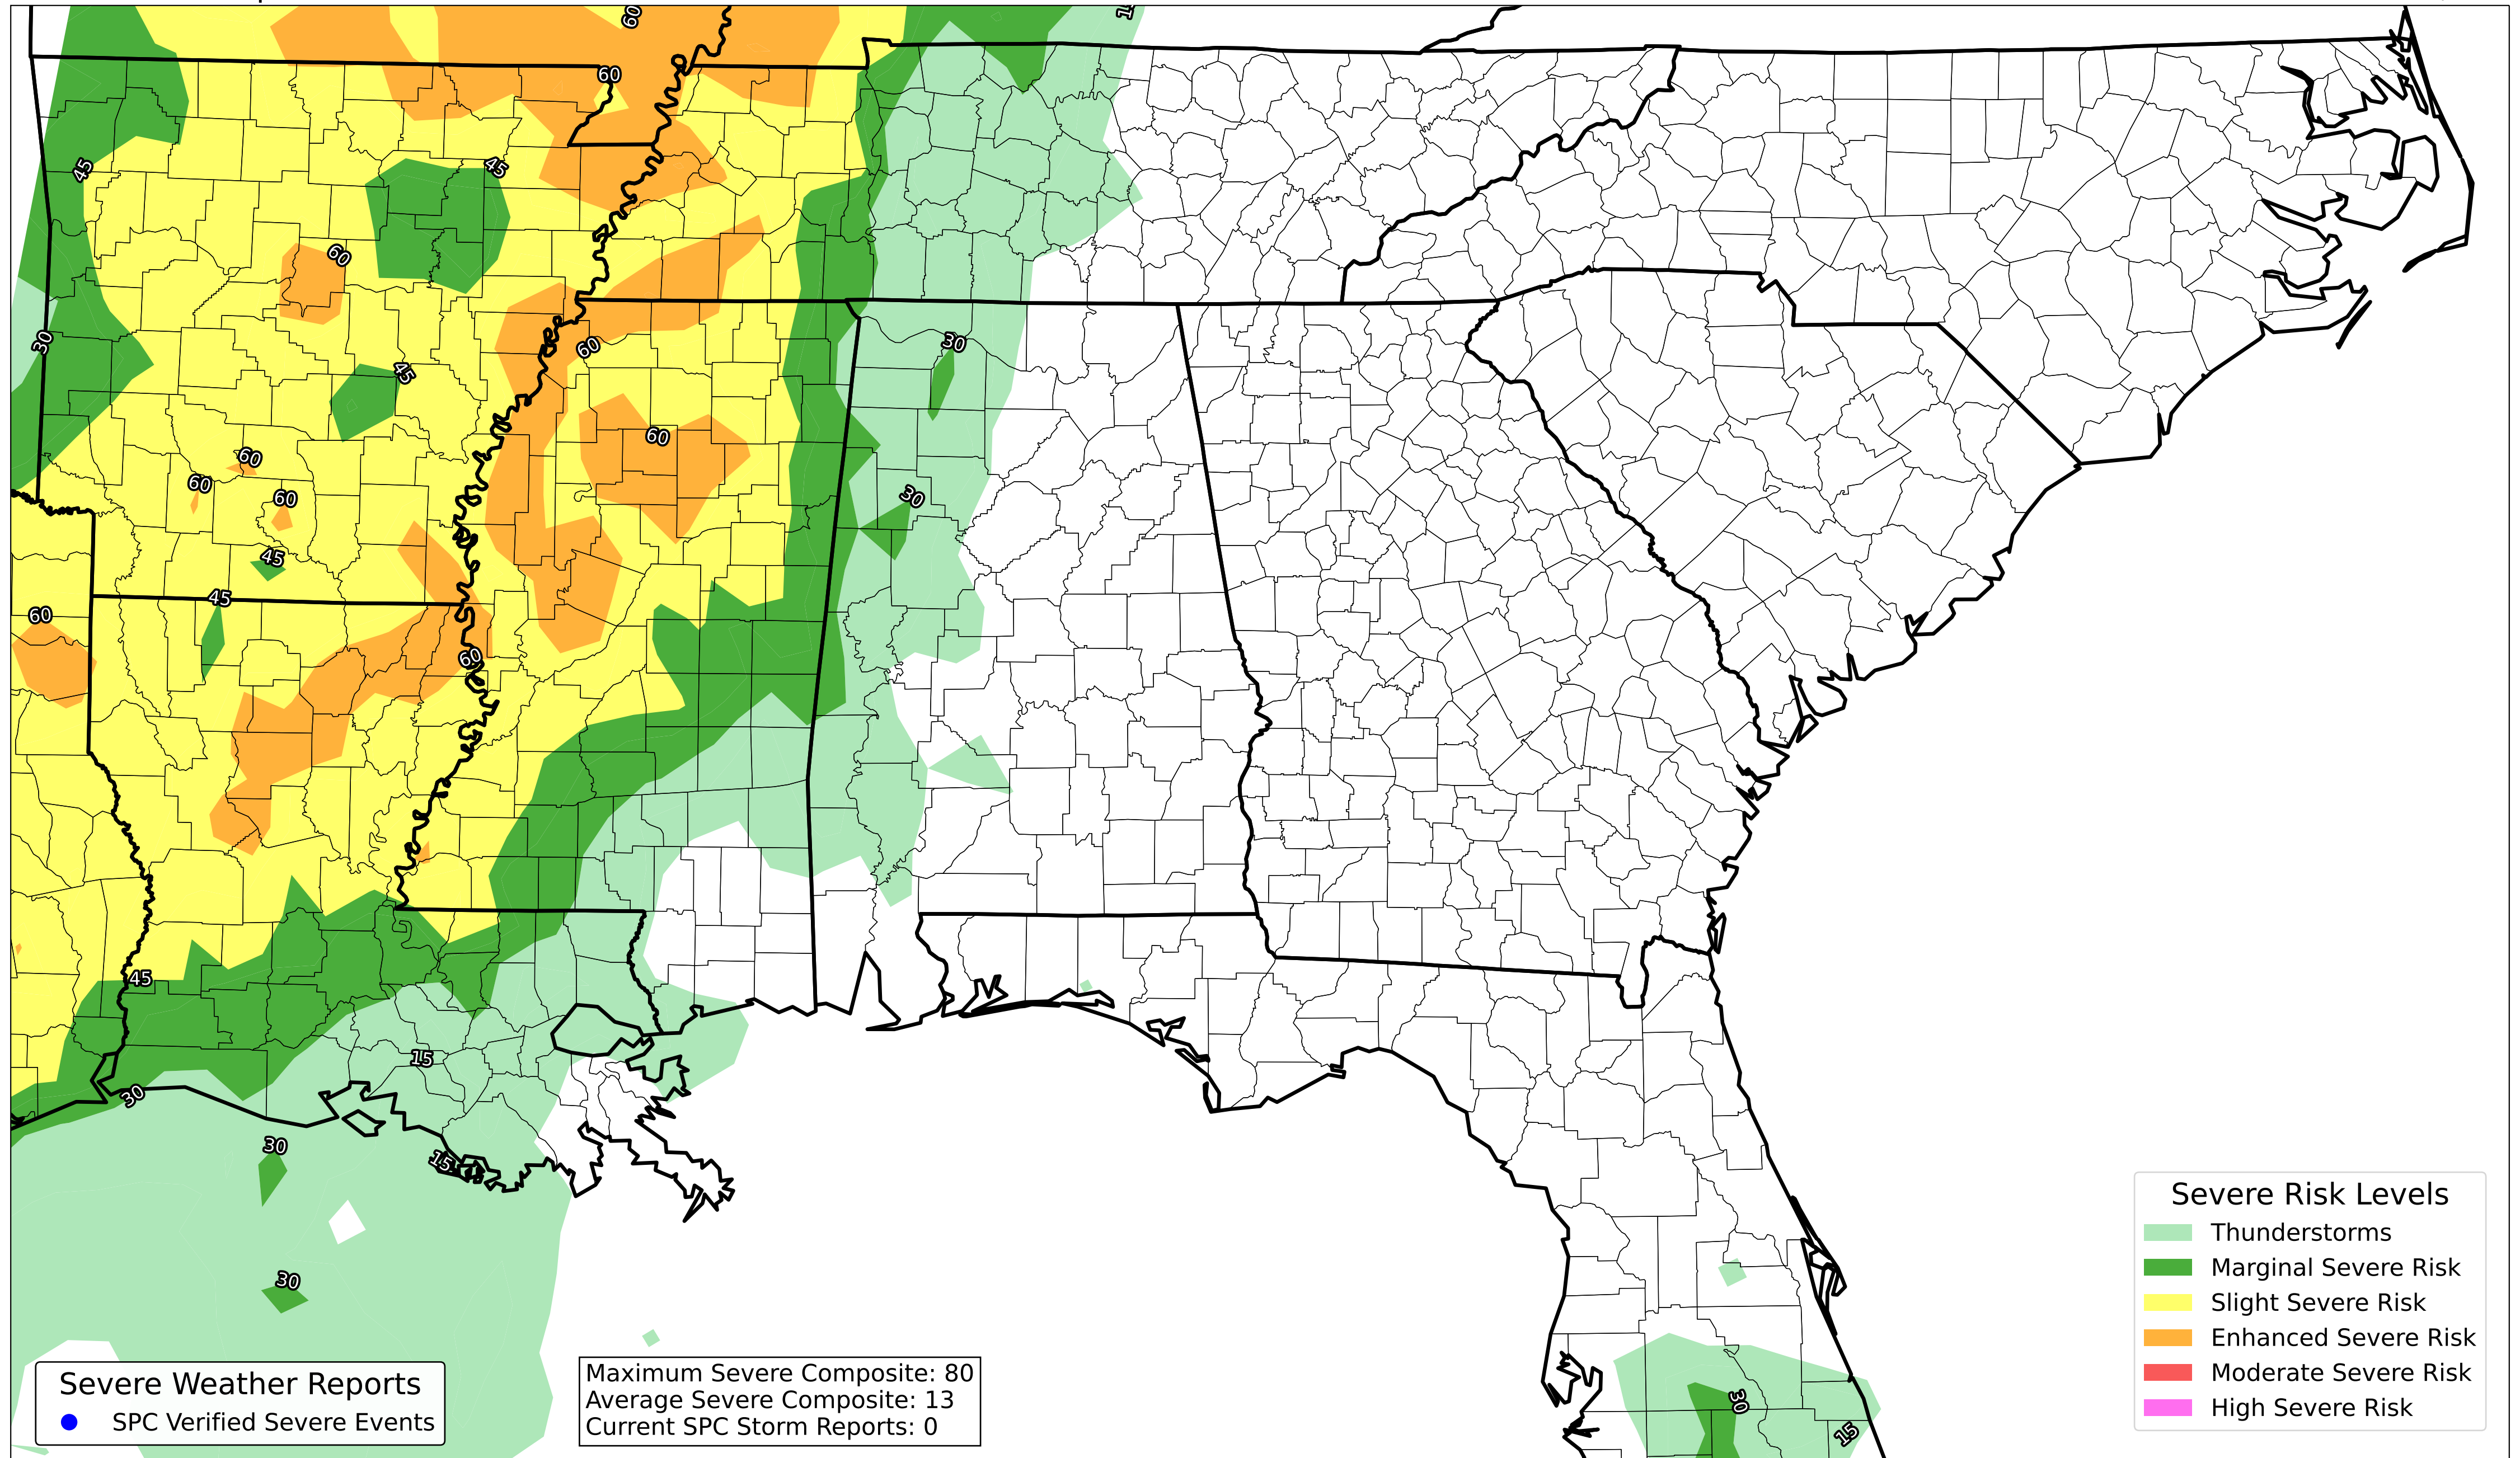 60
1
60
45
45
60
30
30
60
45
60
60
30
60
60
45
45
60
60
45
15
30
30
15
30
30
15
Severe Weather Reports
SPC Verified Severe Events
Maximum Severe Composite: 80
Average Severe Composite: 13
Current SPC Storm Reports: 0
Severe Risk Levels
Thunderstorms
Marginal Severe Risk
Slight Severe Risk
Enhanced Severe Risk
Moderate Severe Risk
High Severe Risk